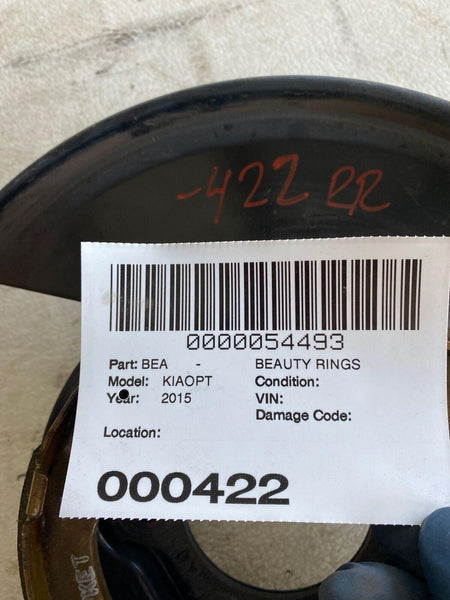 -422 RR
0000054493
Part: BEA - BEAUTY RINGS
Model: KIAOPT Condition:
Year: 2015 VIN:
Damage Code:
Location:
000422